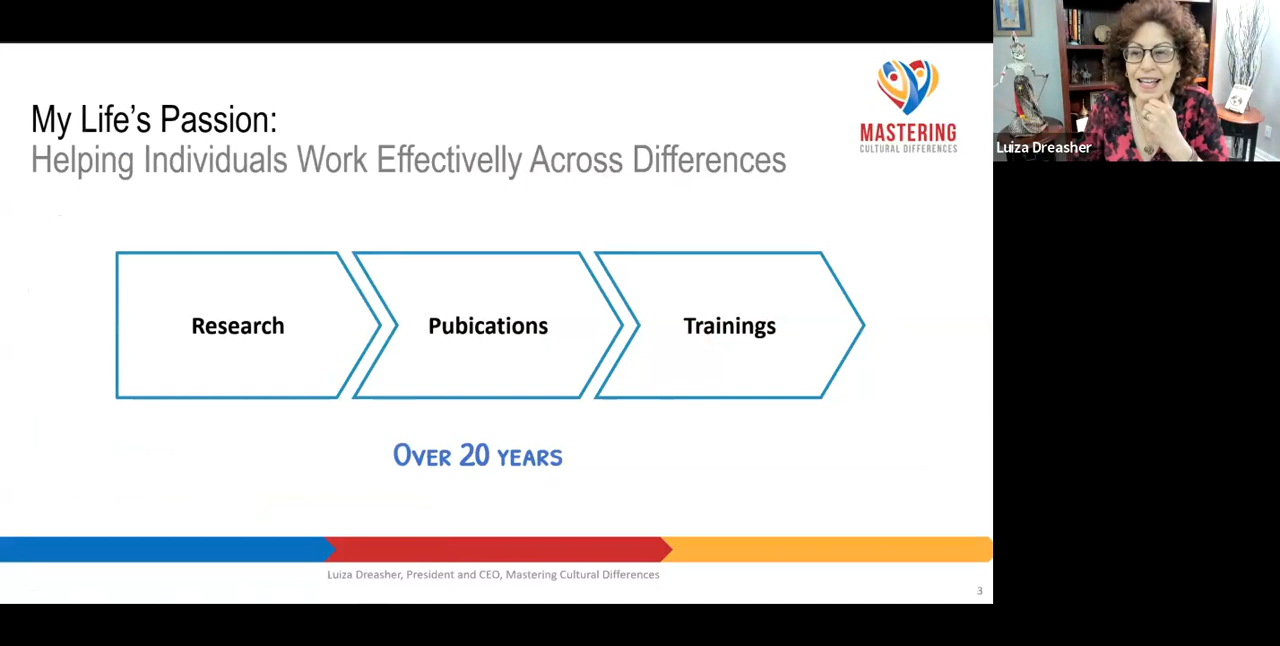 My Life's Passion:
Helping Individuals Work Effectivelly Across Differences
MASTERING
CULTURAL DIFFERENCES
Luiza Dreasher
Research
Pubications
Trainings
OVER 20 YEARS
Luiza Dreasher, President and CEO, Mastering Cultural Differences
3